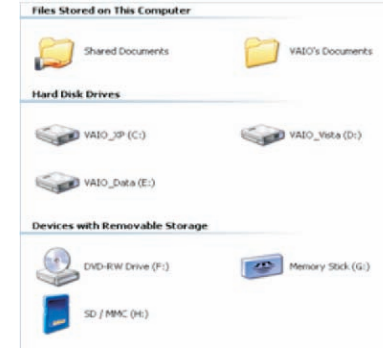 Files Stored on This Computer
Shared Documents
VAIO's Documents
Hard Disk Drives
VAIO_XP (C:)
VAIO_Vista (D:)
VAIO_Data (E:)
Devices with Removable Storage
DVD-RW Drive (F:)
Memory Stick (G:)
SD / MMC (H:)